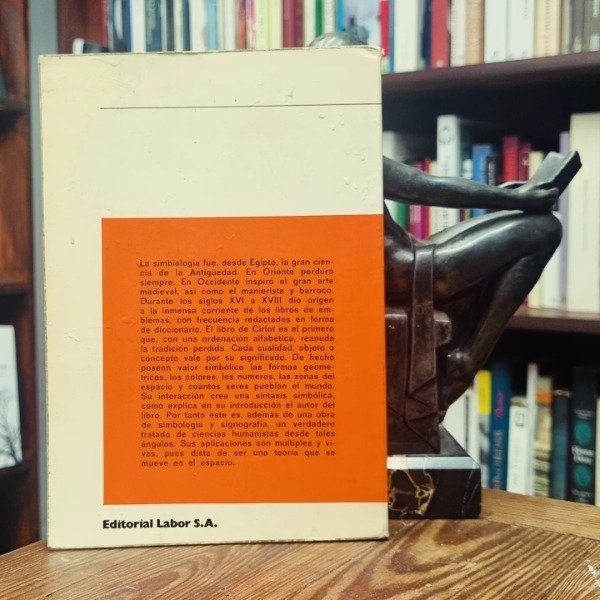 La simbiología fue, desde Egipto, la gran cien-
cia de la Antigüedad. En Oriente perduró
siempre. En Occidente inspiró el gran arte
medieval, así como el manierista y barroco.
Durante los siglos XVI a XVIII dio origen
a la inmensa corriente de los libros de em-
blemas, con frecuencia redactados en forma
de diccionario. El libro de Cirlot es el primero
que, con una ordenación alfabética, reanuda
la tradición perdida. Cada cualidad, objeto o
concepto vale por su significado. De hecho
poseen valor simbólico las formas geomé-
tricas, los colores, los números, las zonas del
espacio y cuantos seres pueblan el mundo.
Su interacción crea una sintaxis simbólica,
como explica en su introducción el autor del
libro. Por tanto éste es, además de una obra
de simbología y signografía, un verdadero
tratado de ciencias humanistas desde tales
ángulos. Sus aplicaciones son múltiples y vi-
vas, pues dista de ser una teoría que se
mueve en el espacio.
Editorial Labor S.A.